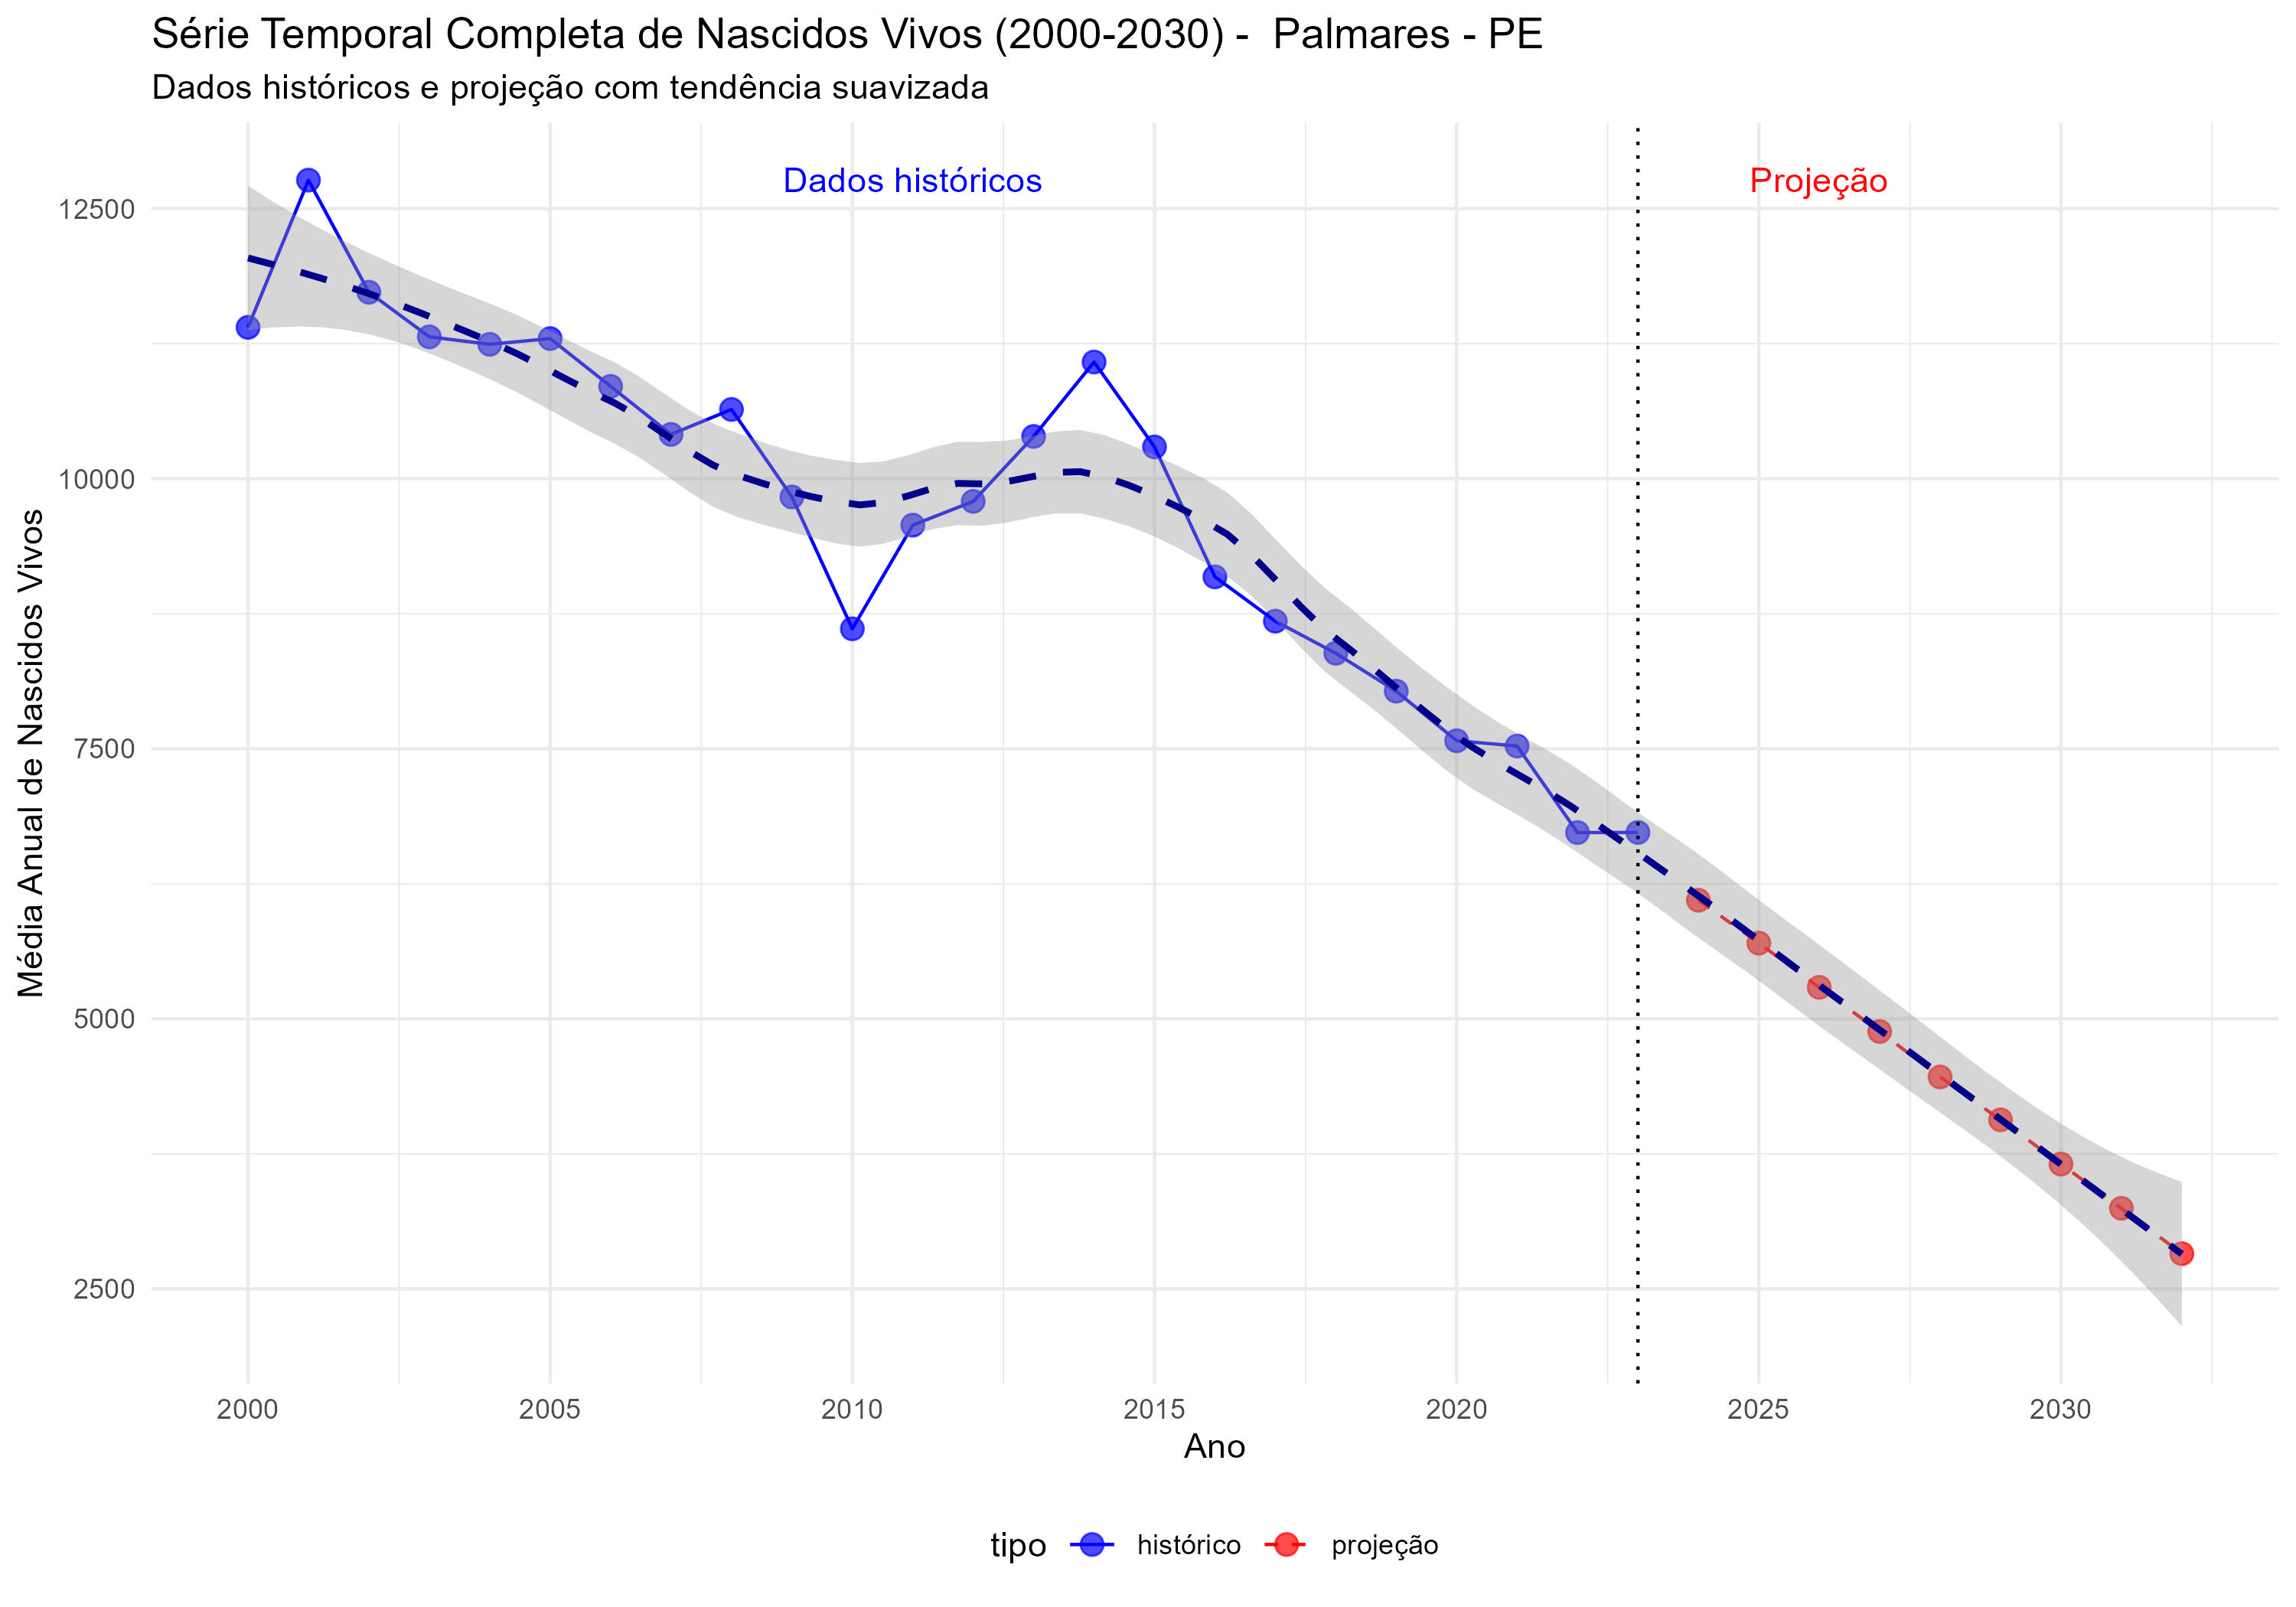 Série Temporal Completa de Nascidos Vivos (2000-2030) -  Palmares - PE
Dados históricos e projeção com tendência suavizada
Dados históricos
Projeção
12500
10000
7500
5000
2500
Média Anual de Nascidos Vivos
2000
2005
2010
2015
2020
2025
2030
Ano
tipo
histórico
projeção